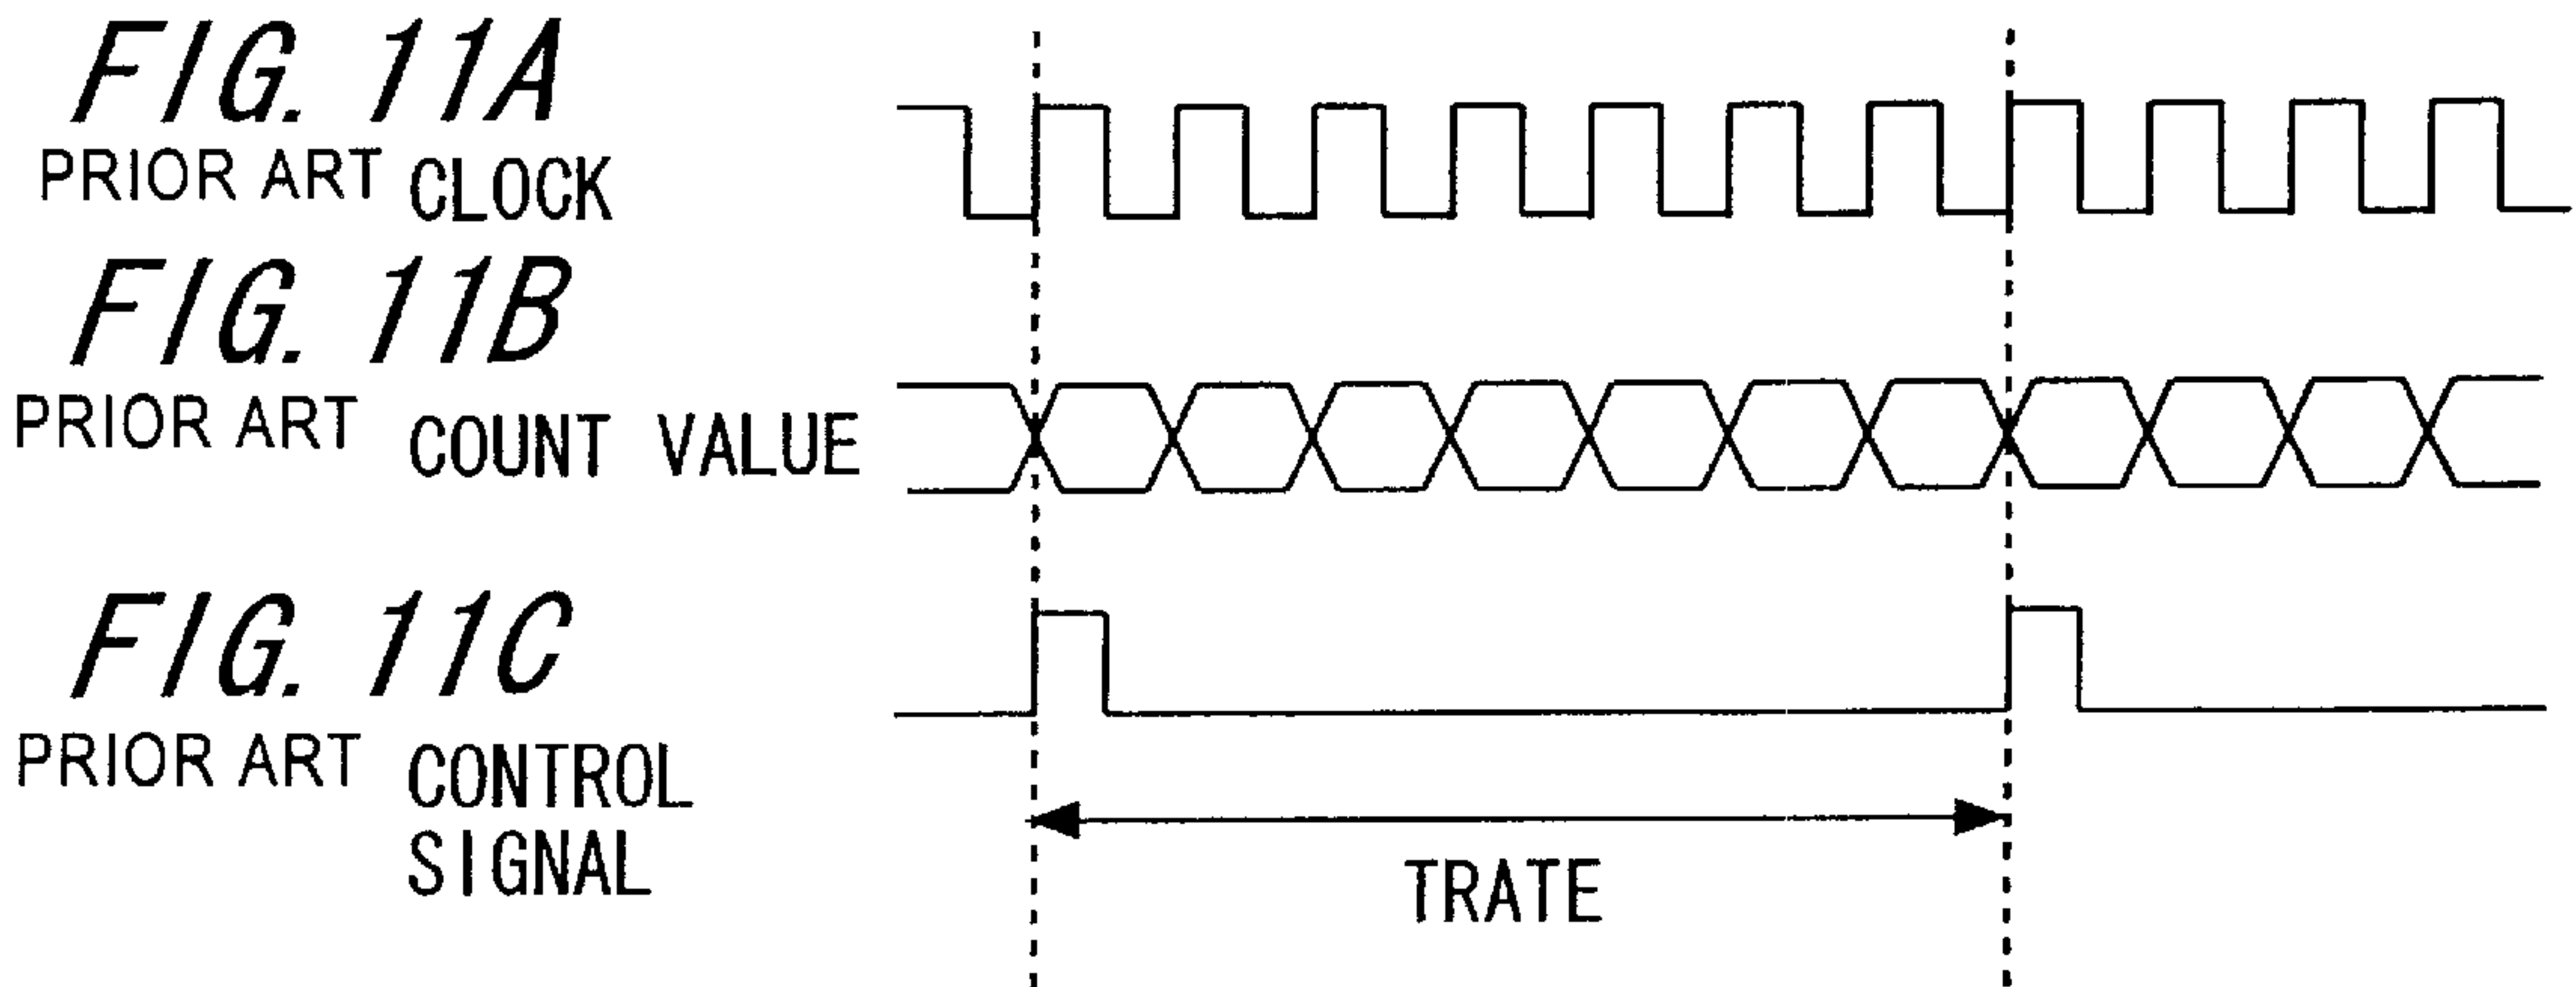 FIG. 11A
PRIOR ART CLOCK
FIG. 11B
PRIOR ART COUNT VALUE
FIG. 11C
PRIOR ART CONTROL
SIGNAL
TRATE